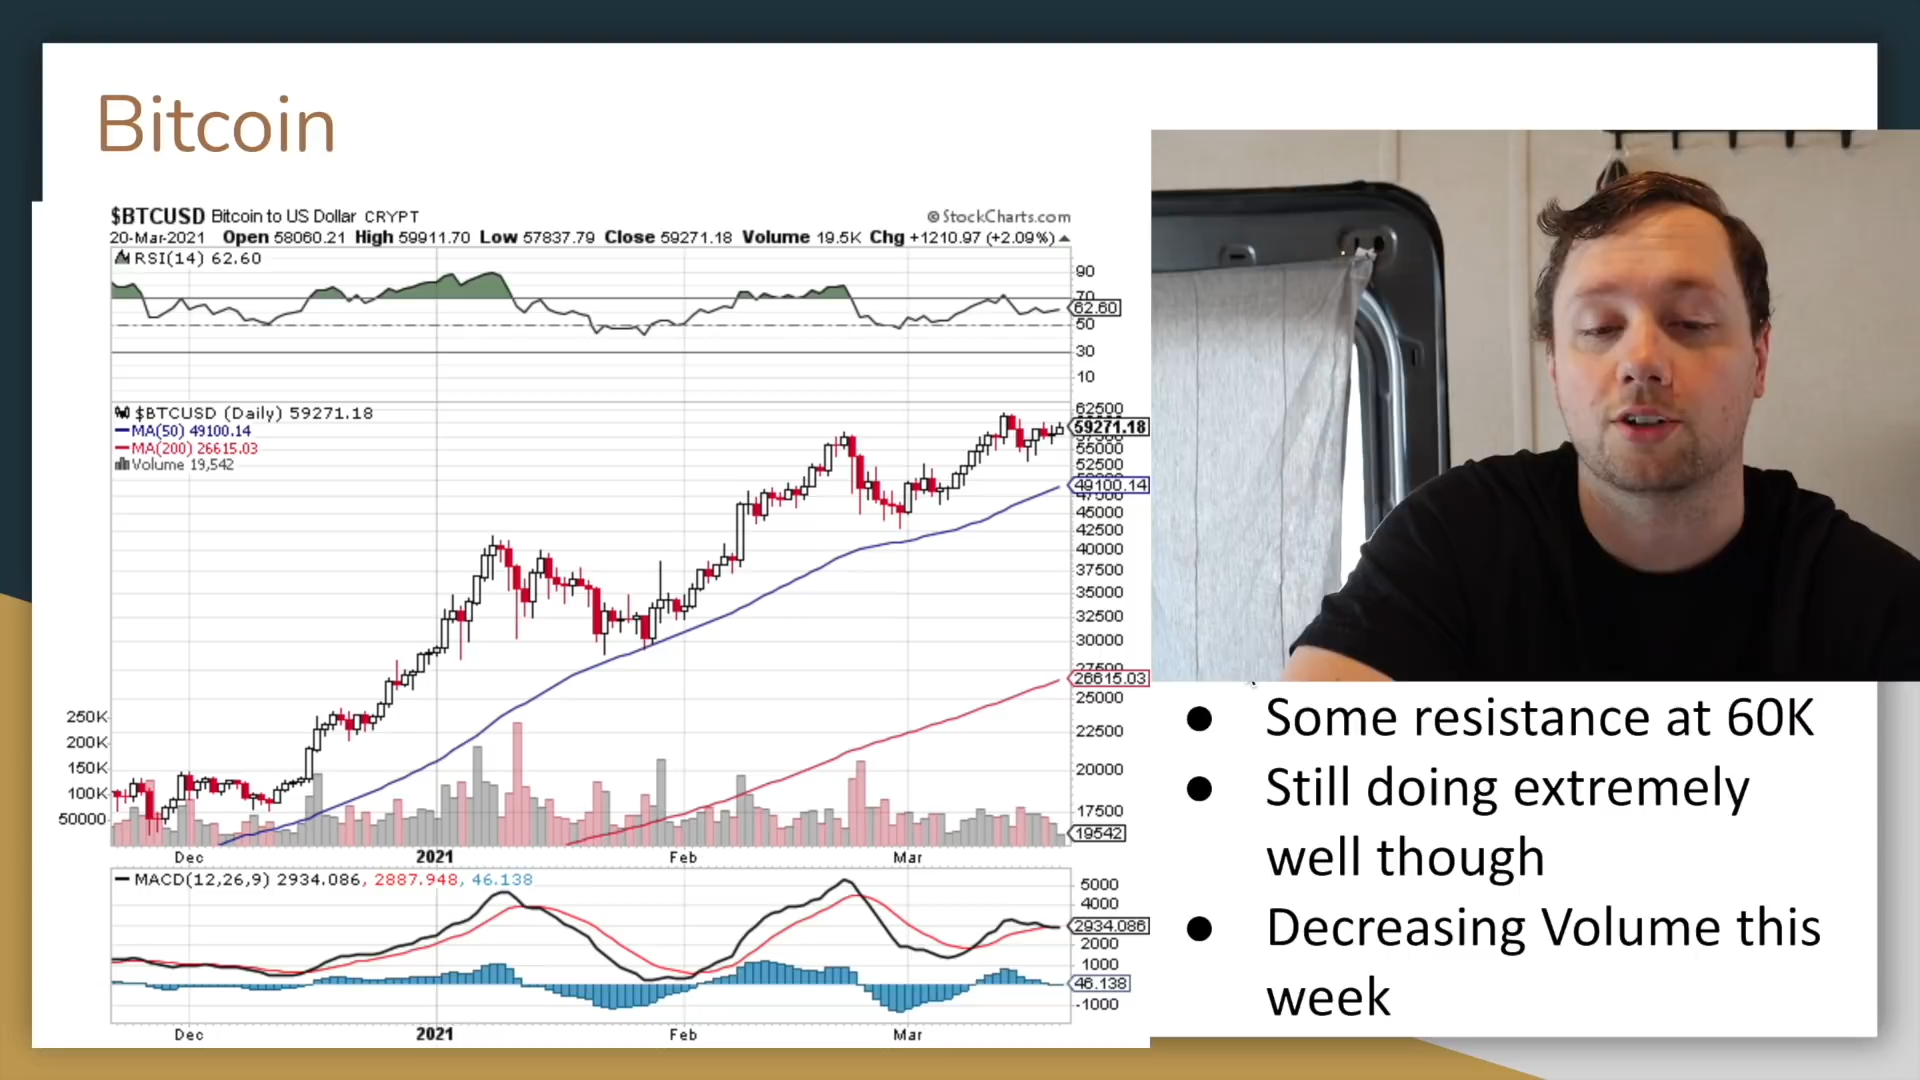 Bitcoin
$BTCUSD Bitcoin to US Dollar CRYPT
© StockCharts.com
20-Mar-2021 Open 58060.21 High 59911.70 Low 57837.79 Close 59271.18 Volume 19.5K Chg +1210.97 (+2.09%)
RSI(14) 62.60
90
70
62.60
50
30
10
$BTCUSD (Daily) 59271.18
MA(50) 49100.14
MA(200) 26615.03
Volume 19,542
62500
59271.18
57500
55000
52500
49100.14
47500
45000
42500
40000
37500
35000
32500
30000
27500
26615.03
25000
22500
20000
17500
19542
250K
200K
150K
100K
50000
Dec 2021 Feb Mar
MACD(12,26,9) 2934.086, 2887.948, 46.138
5000
4000
2934.086
2000
1000
46.138
-1000
Dec 2021 Feb Mar
● Some resistance at 60K
● Still doing extremely
well though
● Decreasing Volume this
week